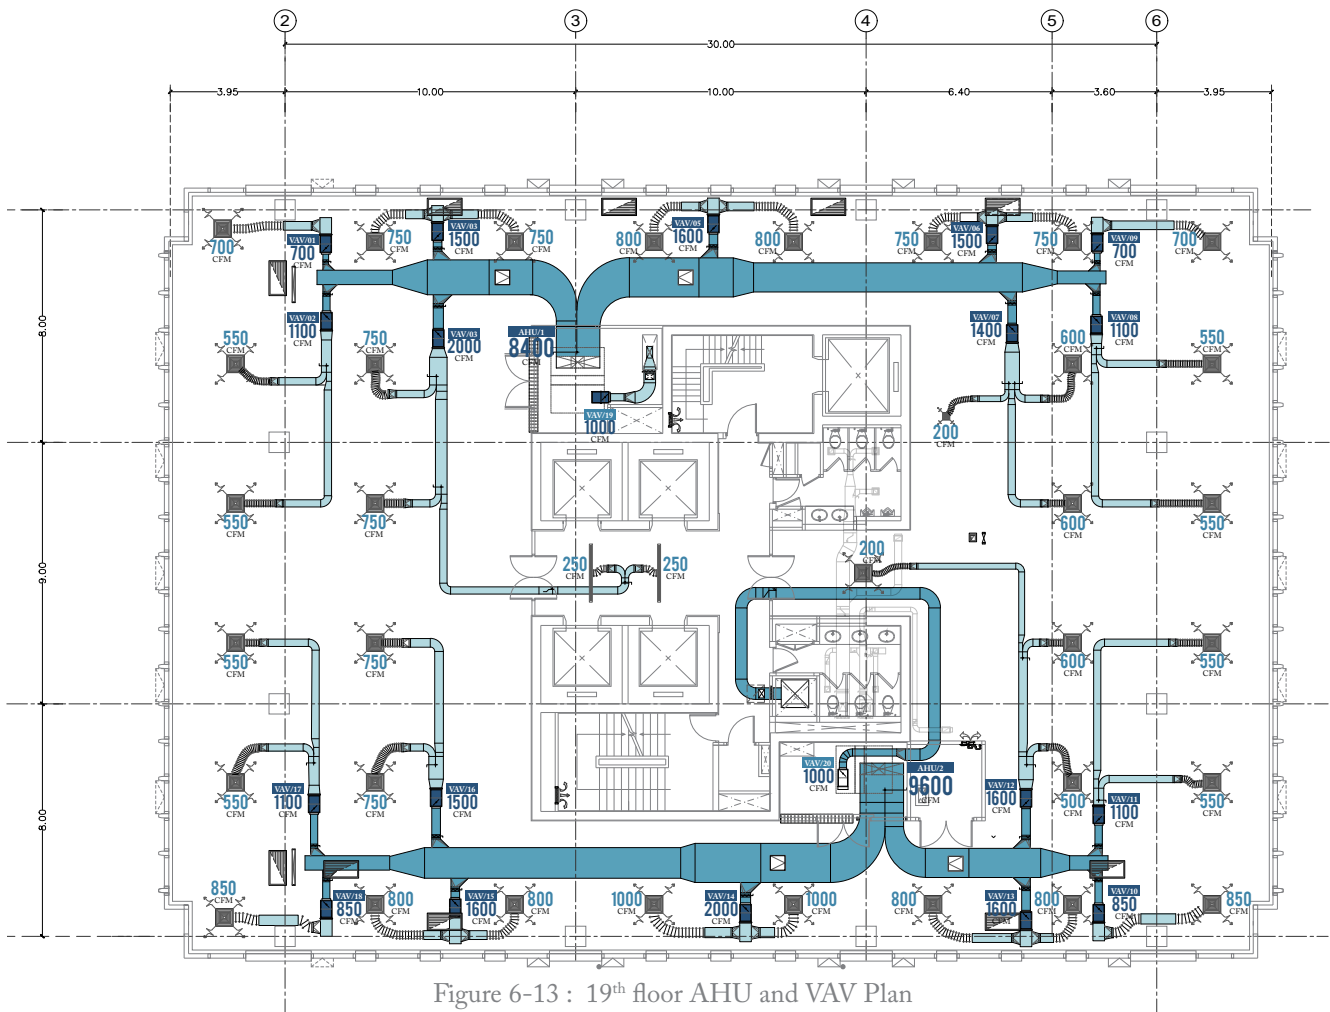 2
3
4
5
6
30.00
3.95
10.00
10.00
6.40
3.60
3.95
8.00
9.00
8.00
700
CFM
VAV/01
700
CFM
750
CFM
VAV/03
1500
CFM
750
CFM
800
CFM
VAV/05
1600
CFM
800
CFM
750
CFM
VAV/06
1500
CFM
750
CFM
VAV/09
700
CFM
700
CFM
VAV/02
1100
CFM
VAV/03
2000
CFM
AHU/1
8400
CFM
VAV/07
1400
CFM
VAV/08
1100
CFM
550
CFM
750
CFM
600
CFM
550
CFM
VAV/19
1000
CFM
200
CFM
550
CFM
750
CFM
600
CFM
550
CFM
250
CFM
250
CFM
200
CFM
550
CFM
750
CFM
600
CFM
550
CFM
550
CFM
VAV/17
1100
CFM
750
CFM
VAV/16
1500
CFM
VAV/20
1000
CFM
AHU/2
9600
CFM
VAV/12
1600
CFM
500
CFM
VAV/11
1100
CFM
550
CFM
850
CFM
VAV/18
850
CFM
800
CFM
VAV/15
1600
CFM
800
CFM
1000
CFM
VAV/14
2000
CFM
1000
CFM
800
CFM
VAV/13
1600
CFM
800
CFM
VAV/10
850
CFM
850
CFM
Figure 6-13 : 19th floor AHU and VAV Plan